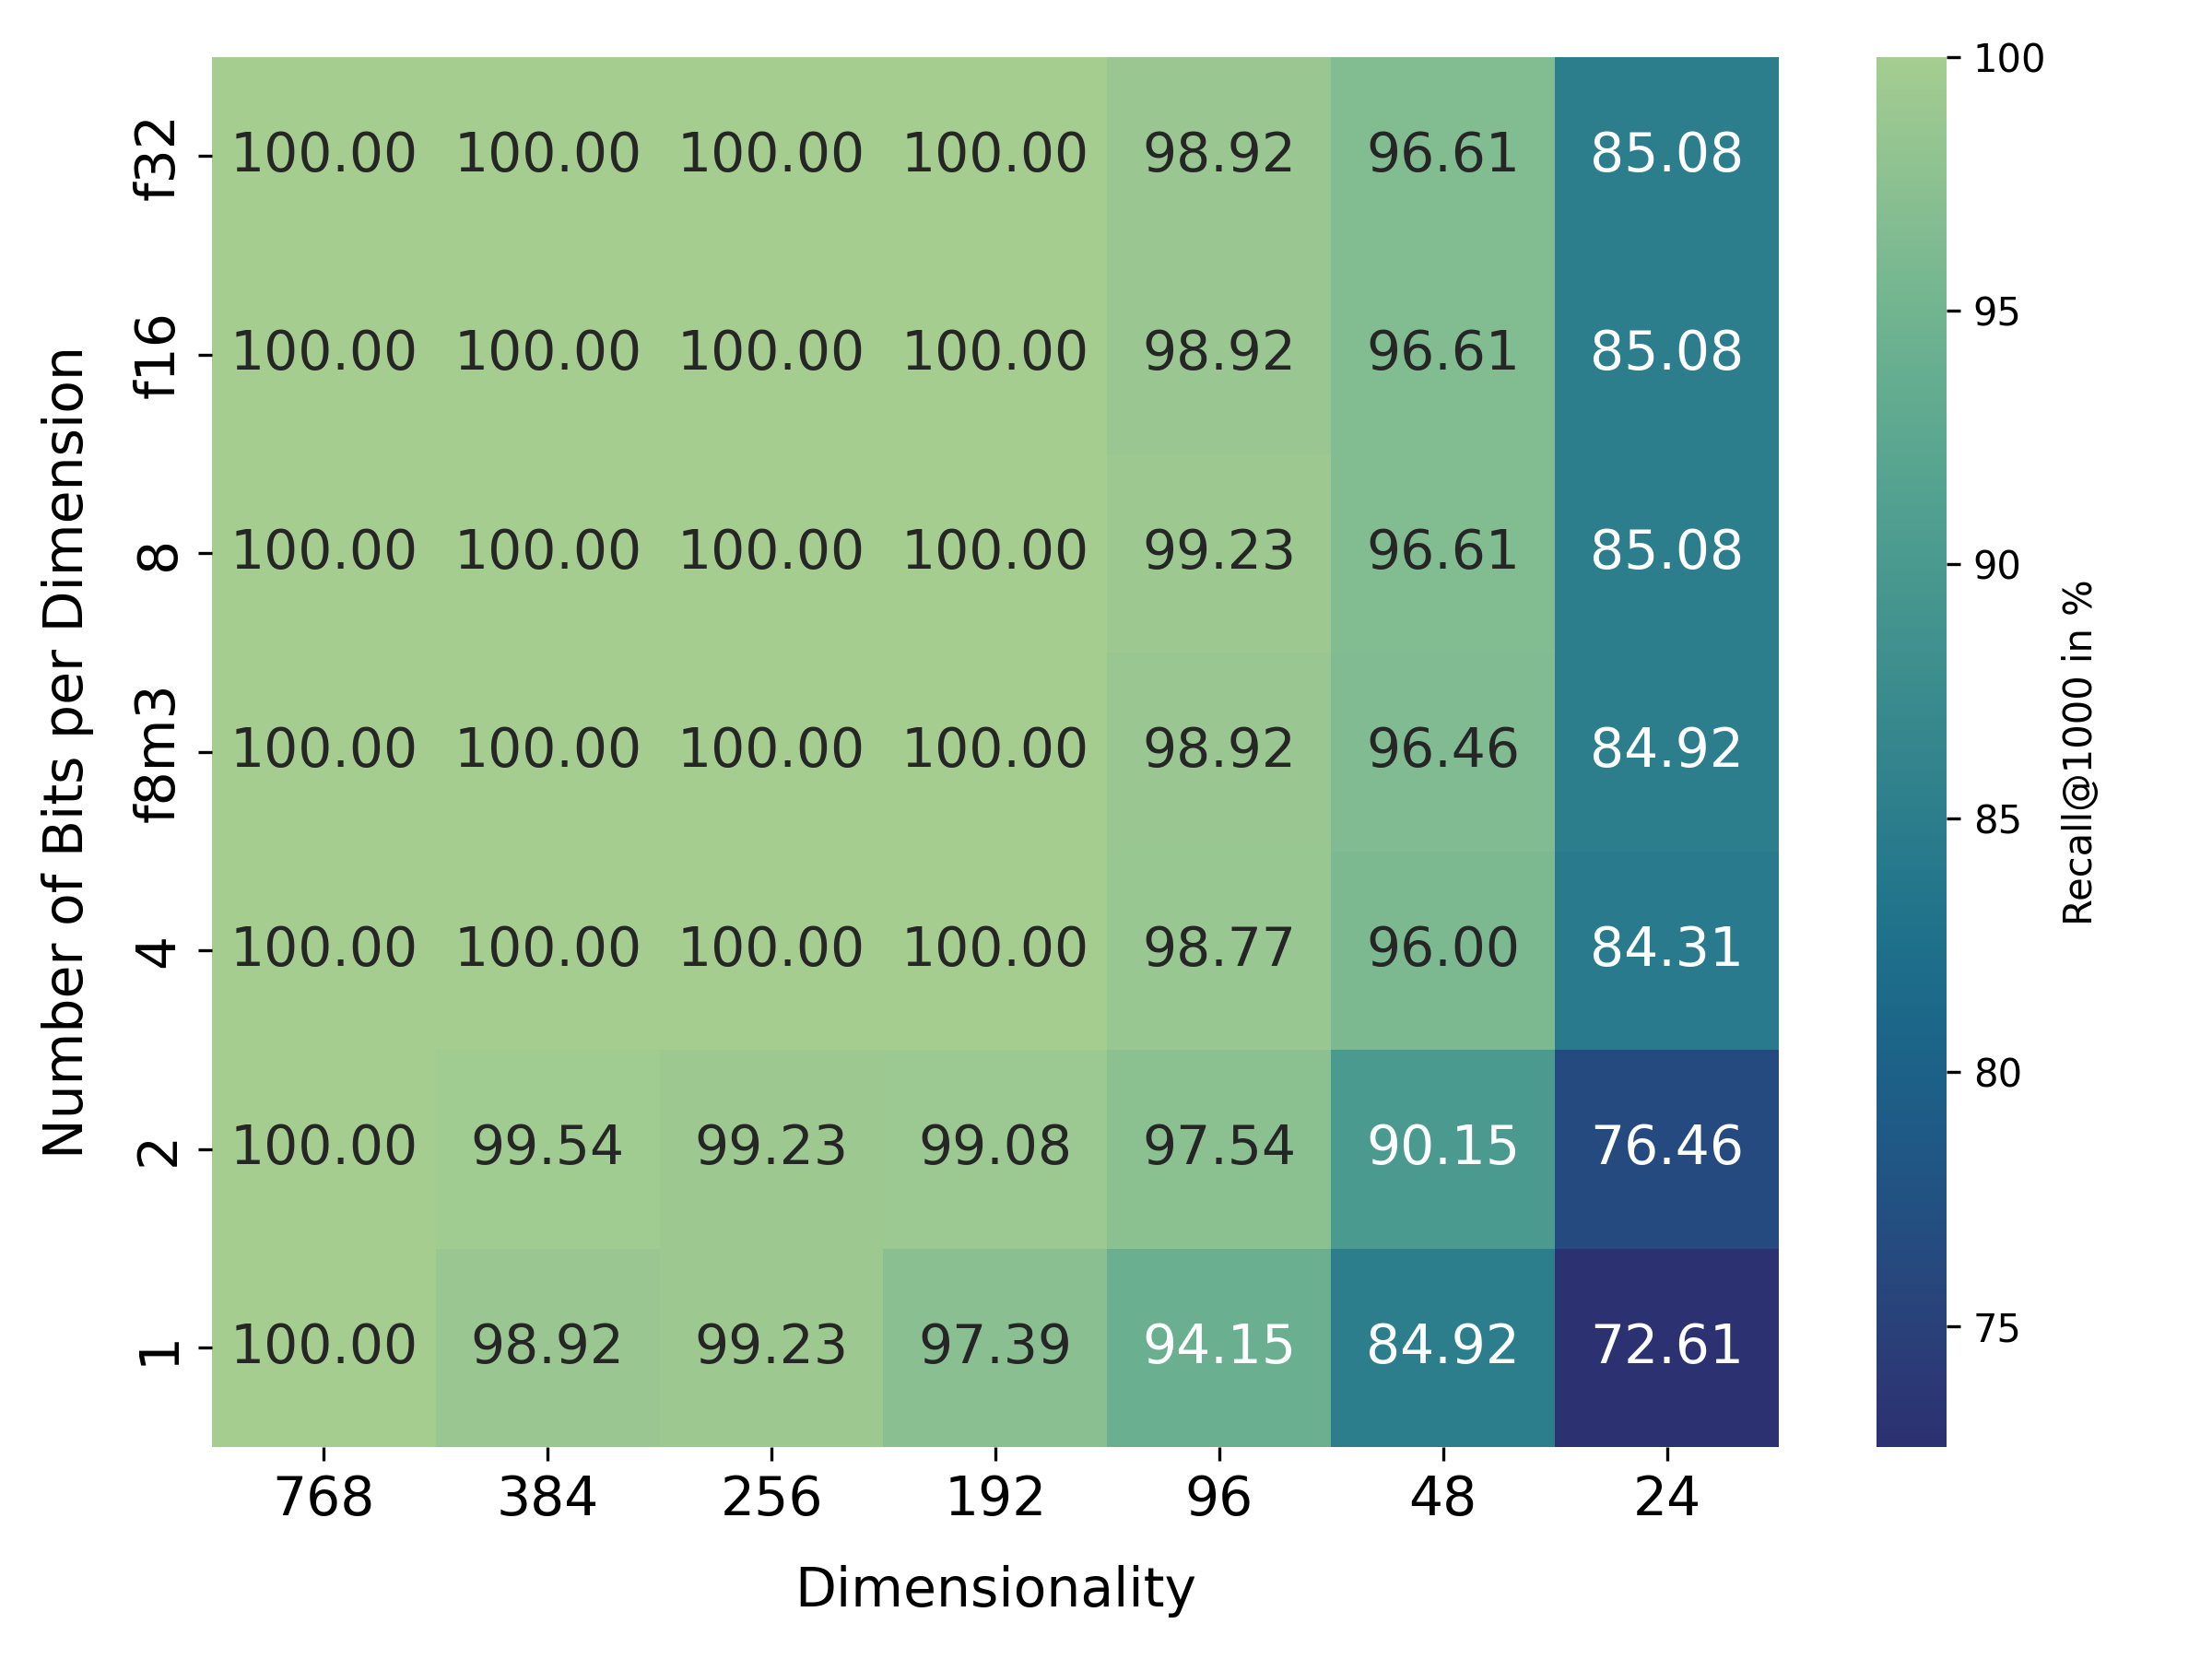 Number of Bits per Dimension
f32 100.00 100.00 100.00 100.00 98.92 96.61 85.08
f16 100.00 100.00 100.00 100.00 98.92 96.61 85.08
8 100.00 100.00 100.00 100.00 99.23 96.61 85.08
f8m3 100.00 100.00 100.00 100.00 98.92 96.46 84.92
4 100.00 100.00 100.00 100.00 98.77 96.00 84.31
2 100.00 99.54 99.23 99.08 97.54 90.15 76.46
1 100.00 98.92 99.23 97.39 94.15 84.92 72.61
768 384 256 192 96 48 24
Dimensionality
100
95
90
85
80
75
Recall@1000 in %